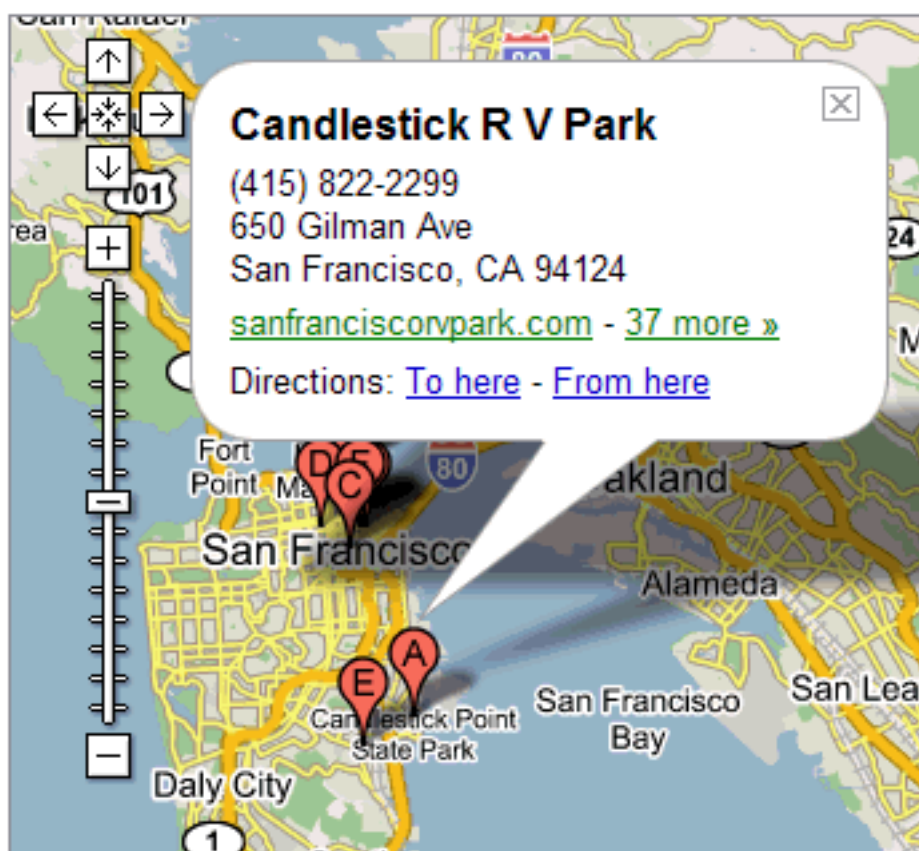 San Rafael
80
101
Candlestick R V Park
(415) 822-2299
650 Gilman Ave
San Francisco, CA 94124
sanfranciscorvpark.com - 37 more »
Directions: To here - From here
24
Fort
Point
D
C
80
San Francisco
Alameda
A
E
Candlestick Point
State Park
San Francisco
Bay
Daly City
1